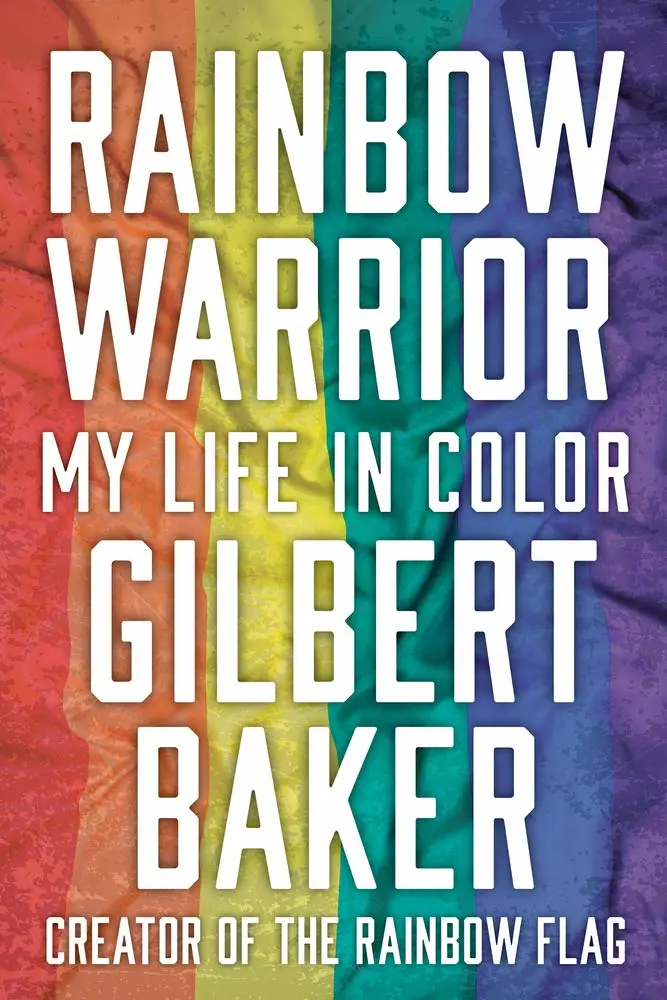 RAINBOW
WARRIOR
MY LIFE IN COLOR
GILBERT
BAKER
CREATOR OF THE RAINBOW FLAG